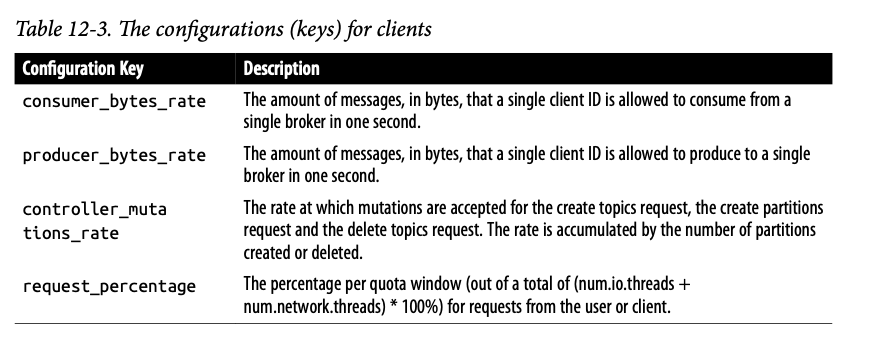 Table 12-3. The configurations (keys) for clients
Configuration Key Description
consumer_bytes_rate The amount of messages, in bytes, that a single client ID is allowed to consume from a
single broker in one second.
producer_bytes_rate The amount of messages, in bytes, that a single client ID is allowed to produce to a single
broker in one second.
controller_muta The rate at which mutations are accepted for the create topics request, the create partitions
tions_rate request and the delete topics request. The rate is accumulated by the number of partitions
created or deleted.
request_percentage The percentage per quota window (out of a total of (num.io.threads +
num.network.threads) * 100%) for requests from the user or client.